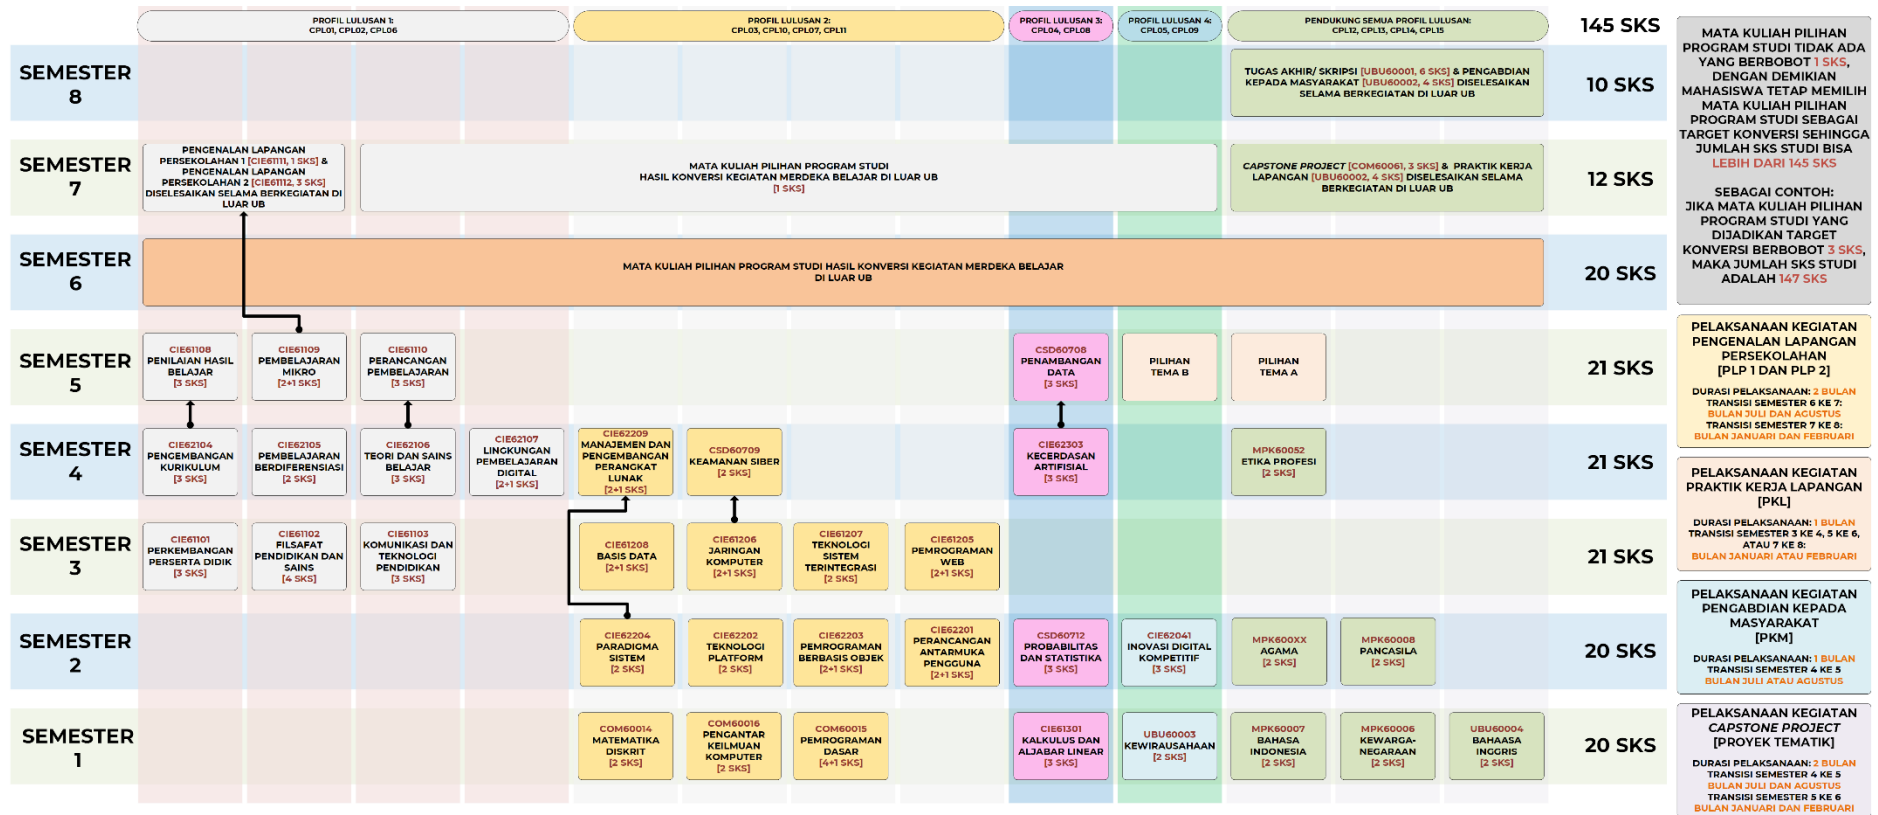 PROFIL LULUSAN 1:
CPL01, CPL02, CPL06
PROFIL LULUSAN 2:
CPL03, CPL10, CPL07, CPL11
PROFIL LULUSAN 3:
CPL04, CPL08
PROFIL LULUSAN 4:
CPL05, CPL09
PENDUKUNG SEMUA PROFIL LULUSAN:
CPL12, CPL13, CPL14, CPL15
145 SKS
SEMESTER
8
TUGAS AKHIR/ SKRIPSI [UBU60001, 6 SKS] & PENGABDIAN
KEPADA MASYARAKAT [UBU60002, 4 SKS] DISELESAIKAN
SELAMA BERKEGIATAN DI LUAR UB
10 SKS
SEMESTER
7
PENGENALAN LAPANGAN
PERSEKOLAHAN 1 [CIE61111, 1 SKS] &
PENGENALAN LAPANGAN
PERSEKOLAHAN 2 [CIE61112, 3 SKS]
DISELESAIKAN SELAMA BERKEGIATAN DI
LUAR UB
MATA KULIAH PILIHAN PROGRAM STUDI
HASIL KONVERSI KEGIATAN MERDEKA BELAJAR DI LUAR UB
[1 SKS]
CAPSTONE PROJECT [COM60061, 3 SKS] & PRAKTIK KERJA
LAPANGAN [UBU60002, 4 SKS] DISELESAIKAN SELAMA
BERKEGIATAN DI LUAR UB
12 SKS
SEMESTER
6
MATA KULIAH PILIHAN PROGRAM STUDI HASIL KONVERSI KEGIATAN MERDEKA BELAJAR
DI LUAR UB
20 SKS
SEMESTER
5
CIE61108
PENILAIAN HASIL
BELAJAR
[3 SKS]
CIE61109
PEMBELAJARAN
MIKRO
[2+1 SKS]
CIE61110
PERANCANGAN
PEMBELAJARAN
[3 SKS]
CSD60708
PENAMBANGAN
DATA
[3 SKS]
PILIHAN
TEMA B
PILIHAN
TEMA A
21 SKS
SEMESTER
4
CIE62104
PENGEMBANGAN
KURIKULUM
[3 SKS]
CIE62105
PEMBELAJARAN
BERDIFERENSIASI
[2 SKS]
CIE62106
TEORI DAN SAINS
BELAJAR
[3 SKS]
CIE62107
LINGKUNGAN
PEMBELAJARAN
DIGITAL
[2+1 SKS]
CIE62209
MANAJEMEN DAN
PENGEMBANGAN
PERANGKAT
LUNAK
[2+1 SKS]
CSD60709
KEAMANAN SIBER
[2 SKS]
CIE62303
KECERDASAN
ARTIFISIAL
[3 SKS]
MPK60052
ETIKA PROFESI
[2 SKS]
21 SKS
SEMESTER
3
CIE61101
PERKEMBANGAN
PERSERTA DIDIK
[3 SKS]
CIE61102
FILSAFAT
PENDIDIKAN DAN
SAINS
[4 SKS]
CIE61103
KOMUNIKASI DAN
TEKNOLOGI
PENDIDIKAN
[3 SKS]
CIE61208
BASIS DATA
[2+1 SKS]
CIE61206
JARINGAN
KOMPUTER
[2+1 SKS]
CIE61207
TEKNOLOGI
SISTEM
TERINTEGRASI
[2 SKS]
CIE61205
PEMROGRAMAN
WEB
[2+1 SKS]
21 SKS
SEMESTER
2
CIE62204
PARADIGMA
SISTEM
[2 SKS]
CIE62202
TEKNOLOGI
PLATFORM
[2 SKS]
CIE62203
PEMROGRAMAN
BERBASIS OBJEK
[2+1 SKS]
CIE62201
PERANCANGAN
ANTARMUKA
PENGGUNA
[2+1 SKS]
CSD60712
PROBABILITAS
DAN STATISTIKA
[3 SKS]
CIE62041
INOVASI DIGITAL
KOMPETITIF
[3 SKS]
MPK600XX
AGAMA
[2 SKS]
MPK60008
PANCASILA
[2 SKS]
20 SKS
SEMESTER
1
COM60014
MATEMATIKA
DISKRIT
[2 SKS]
COM60016
PENGANTAR
KEILMUAN
KOMPUTER
[2 SKS]
COM60015
PEMROGRAMAN
DASAR
[4+1 SKS]
CIE61301
KALKULUS DAN
ALJABAR LINEAR
[3 SKS]
UBU60003
KEWIRAUSAHAAN
[2 SKS]
MPK60007
BAHASA
INDONESIA
[2 SKS]
MPK60006
KEWARGA-
NEGARAAN
[2 SKS]
UBU60004
BAHAASA
INGGRIS
[2 SKS]
20 SKS
MATA KULIAH PILIHAN
PROGRAM STUDI TIDAK ADA
YANG BERBOBOT 1 SKS,
DENGAN DEMIKIAN
MAHASISWA TETAP MEMILIH
MATA KULIAH PILIHAN
PROGRAM STUDI SEBAGAI
TARGET KONVERSI SEHINGGA
JUMLAH SKS STUDI BISA
LEBIH DARI 145 SKS
SEBAGAI CONTOH:
JIKA MATA KULIAH PILIHAN
PROGRAM STUDI YANG
DIJADIKAN TARGET
KONVERSI BERBOBOT 3 SKS,
MAKA JUMLAH SKS STUDI
ADALAH 147 SKS
PELAKSANAAN KEGIATAN
PENGENALAN LAPANGAN
PERSEKOLAHAN
[PLP 1 DAN PLP 2]
DURASI PELAKSANAAN: 2 BULAN
TRANSISI SEMESTER 6 KE 7:
BULAN JULI DAN AGUSTUS
TRANSISI SEMESTER 7 KE 8:
BULAN JANUARI DAN FEBRUARI
PELAKSANAAN KEGIATAN
PRAKTIK KERJA LAPANGAN
[PKL]
DURASI PELAKSANAAN: 1 BULAN
TRANSISI SEMESTER 3 KE 4, 5 KE 6,
ATAU 7 KE 8:
BULAN JANUARI ATAU FEBRUARI
PELAKSANAAN KEGIATAN
PENGABDIAN KEPADA
MASYARAKAT
[PKM]
DURASI PELAKSANAAN: 1 BULAN
TRANSISI SEMESTER 4 KE 5
BULAN JULI ATAU AGUSTUS
PELAKSANAAN KEGIATAN
CAPSTONE PROJECT
[PROYEK TEMATIK]
DURASI PELAKSANAAN: 2 BULAN
TRANSISI SEMESTER 4 KE 5
BULAN JULI DAN AGUSTUS
TRANSISI SEMESTER 5 KE 6
BULAN JANUARI DAN FEBRUARI